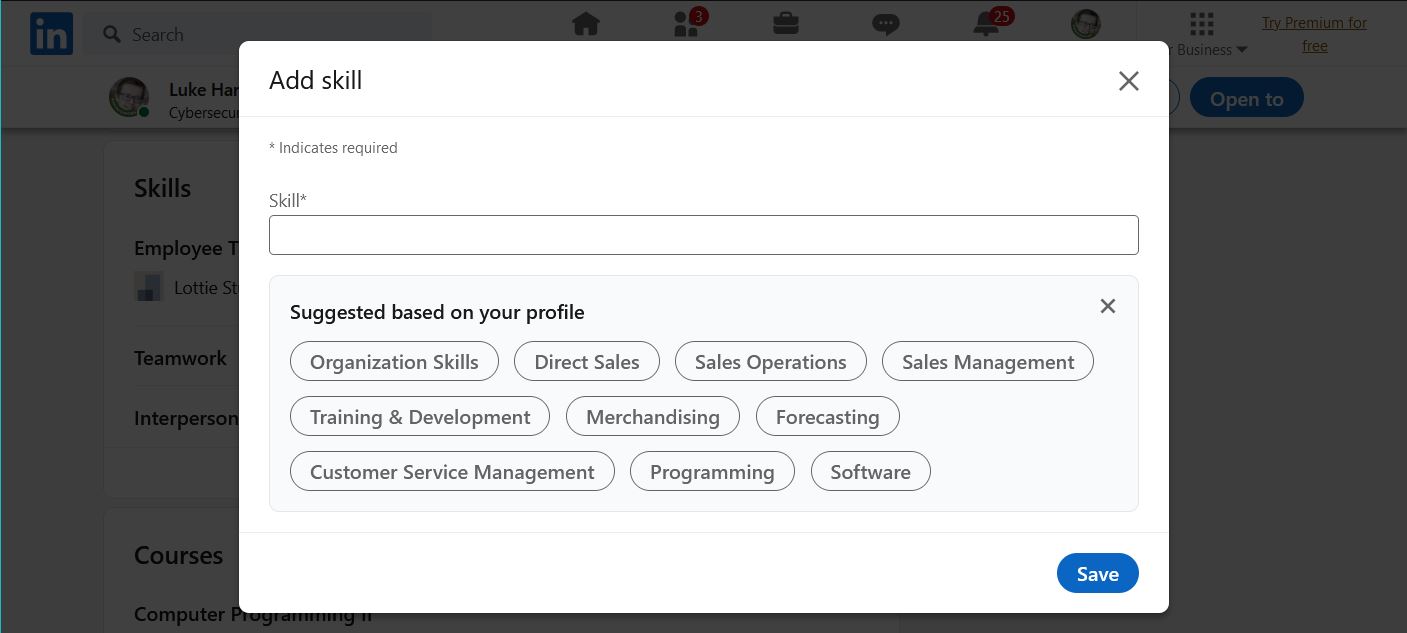 in
Search
3
25
Business
Try Premium for
free
Luke Har
Cybersecu
Open to
Add skill
* Indicates required
Skill*
Suggested based on your profile
Organization Skills
Direct Sales
Sales Operations
Sales Management
Training & Development
Merchandising
Forecasting
Customer Service Management
Programming
Software
Save
Skills
Employee T
Lottie St
Teamwork
Interperson
Courses
Computer Programming II